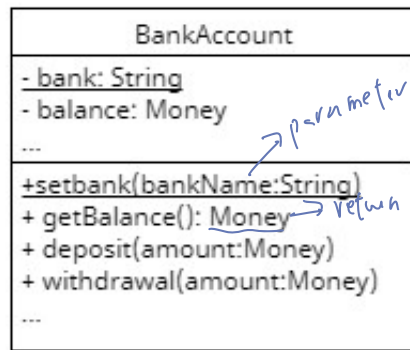 BankAccount
- bank: String
- balance: Money
...
parameter
+setbank(bankName:String)
+ getBalance(): Money
return
+ deposit(amount:Money)
+ withdrawal(amount:Money)
...